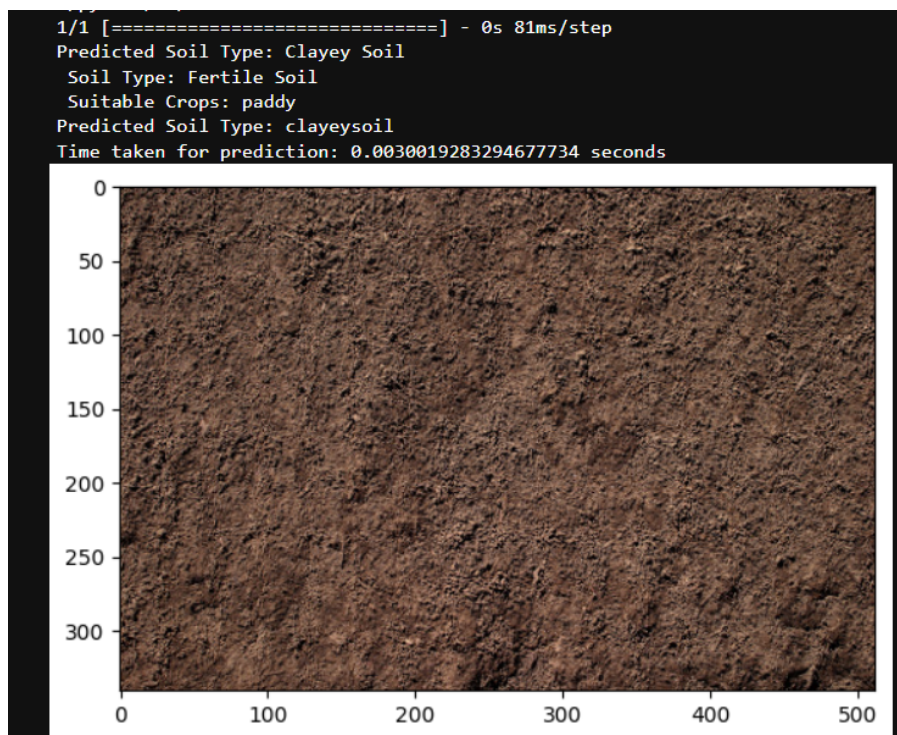 1/1 [==============================] - 0s 81ms/step
Predicted Soil Type: Clayey Soil
Soil Type: Fertile Soil
Suitable Crops: paddy
Predicted Soil Type: clayeysoil
Time taken for prediction: 0.0030019283294677734 seconds
0
50
100
150
200
250
300
0 100 200 300 400 500